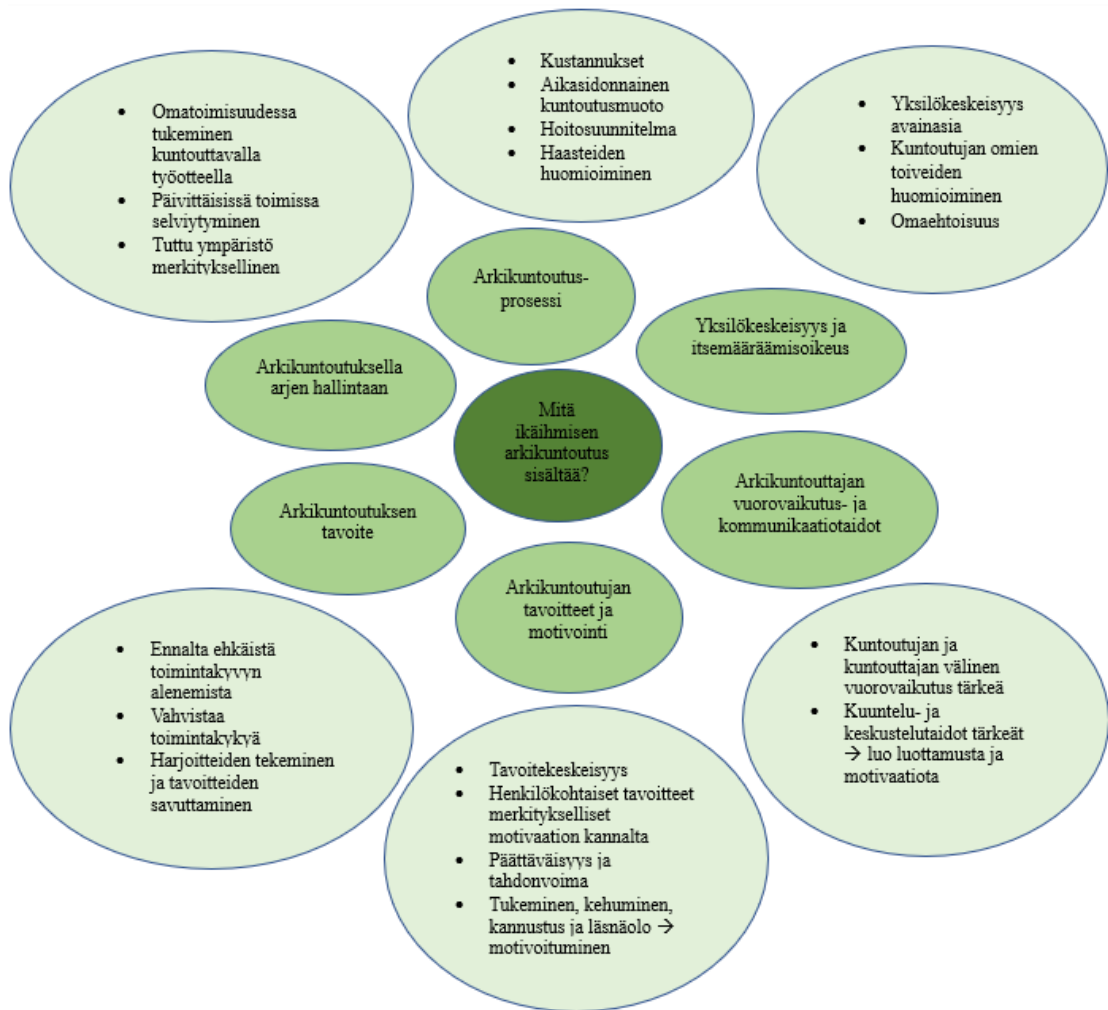 • Omatoimisuudessa
tukeminen
kuntouttavalla
työotteella
• Päivittäisissä toimissa
selviytyminen
• Tuttu ympäristö
merkityksellinen
• Kustannukset
• Aikasidonnainen
kuntoutusmuoto
• Hoitosuunnitelma
• Haasteiden
huomioiminen
• Yksilökeskeisyys
avainasia
• Kuntoutujan omien
toiveiden
huomioiminen
• Omaehtoisuus
Arkikuntoutus-
prosessi
Yksilökeskeisyys ja
itsemääräämisoikeus
Arkikuntoutuksella
arjen hallintaan
Mitä
ikäihmisen
arkikuntoutus
sisältää?
Arkikuntouttajan
vuorovaikutus- ja
kommunikaatiotaidot
Arkikuntoutuksen
tavoite
Arkikuntoutujan
tavoitteet ja
motivointi
• Ennalta ehkäistä
toimintakyvyn
alenemista
• Vahvistaa
toimintakykyä
• Harjoitteiden tekeminen
ja tavoitteiden
savuttaminen
• Tavoitekeskeisyys
• Henkilökohtaiset tavoitteet
merkitykselliset
motivaation kannalta
• Päättäväisyys ja
tahdonvoima
• Tukeminen, kehuminen,
kannustus ja läsnäolo →
motivoituminen
• Kuntoutujan ja
kuntouttajan välinen
vuorovaikutus tärkeä
• Kuuntelu- ja
keskustelutaidot tärkeät
→ luo luottamusta ja
motivaatiota